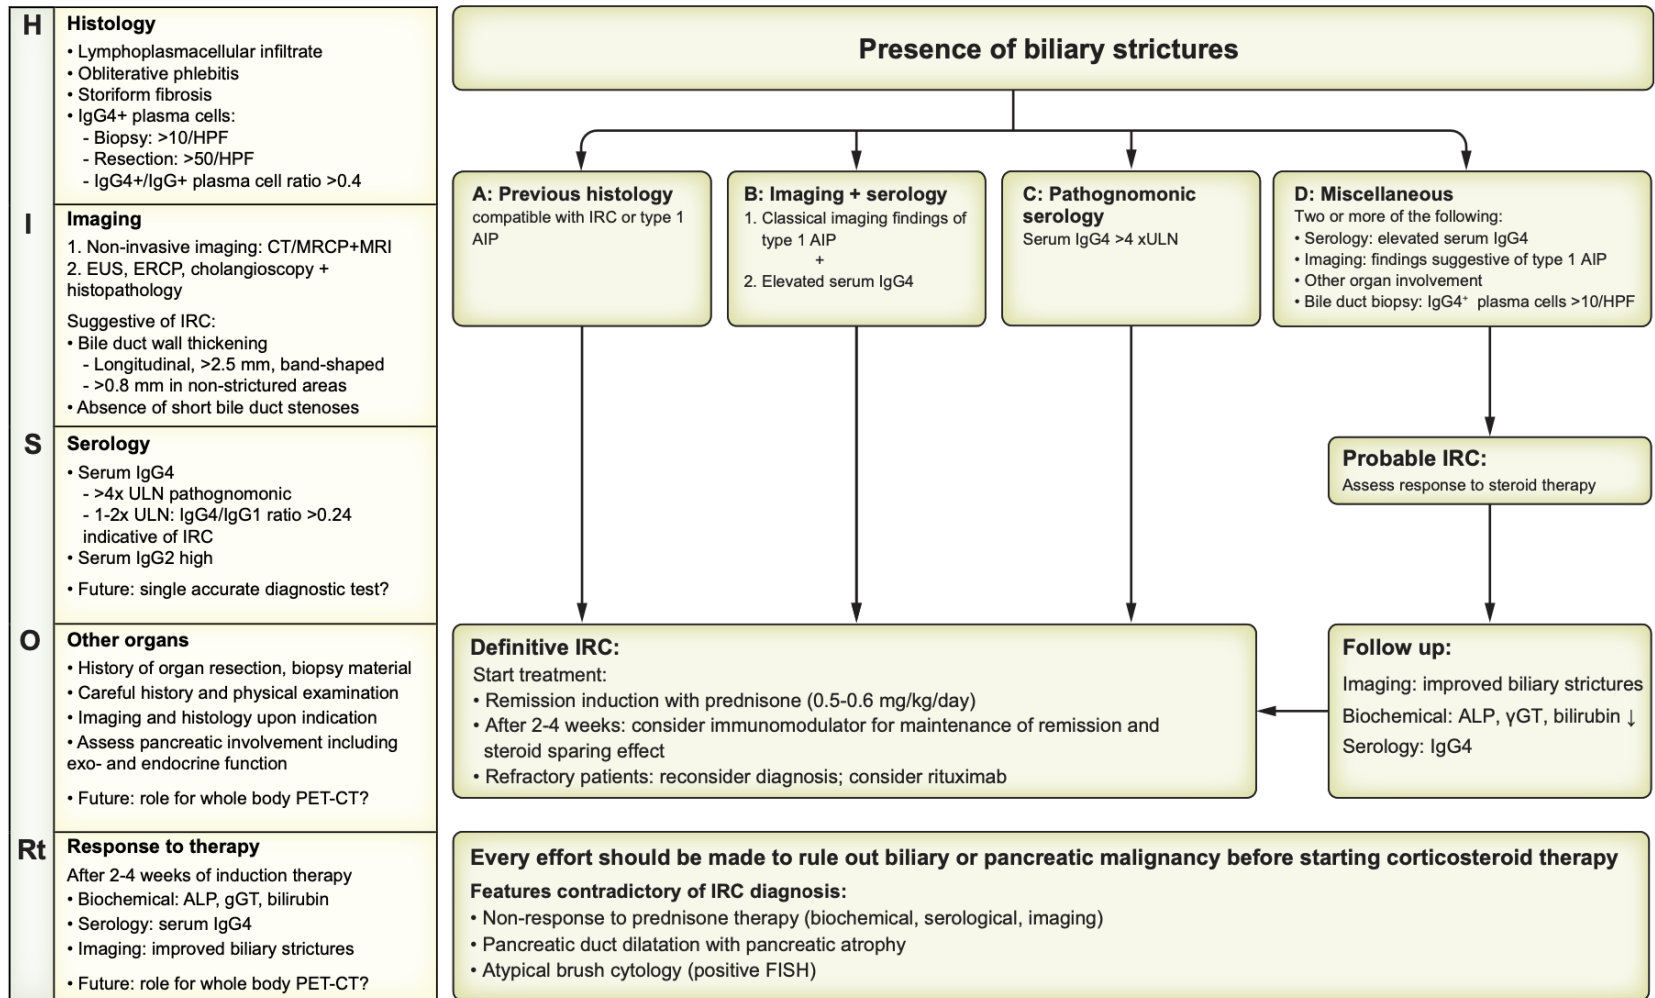 H
Histology
• Lymphoplasmacellular infiltrate
• Obliterative phlebitis
• Storiform fibrosis
• IgG4+ plasma cells:
- Biopsy: >10/HPF
- Resection: >50/HPF
- IgG4+/IgG+ plasma cell ratio >0.4
I
Imaging
1. Non-invasive imaging: CT/MRCP+MRI
2. EUS, ERCP, cholangioscopy +
histopathology
Suggestive of IRC:
• Bile duct wall thickening
- Longitudinal, >2.5 mm, band-shaped
- >0.8 mm in non-strictured areas
• Absence of short bile duct stenoses
S
Serology
• Serum IgG4
- >4x ULN pathognomonic
- 1-2x ULN: IgG4/IgG1 ratio >0.24
indicative of IRC
• Serum IgG2 high
• Future: single accurate diagnostic test?
O
Other organs
• History of organ resection, biopsy material
• Careful history and physical examination
• Imaging and histology upon indication
• Assess pancreatic involvement including
exo- and endocrine function
• Future: role for whole body PET-CT?
Rt
Response to therapy
After 2-4 weeks of induction therapy
• Biochemical: ALP, gGT, bilirubin
• Serology: serum IgG4
• Imaging: improved biliary strictures
• Future: role for whole body PET-CT?
Presence of biliary strictures
A: Previous histology
compatible with IRC or type 1
AIP
B: Imaging + serology
1. Classical imaging findings of
type 1 AIP
+
2. Elevated serum IgG4
C: Pathognomonic
serology
Serum IgG4 >4 xULN
D: Miscellaneous
Two or more of the following:
• Serology: elevated serum IgG4
• Imaging: findings suggestive of type 1 AIP
• Other organ involvement
• Bile duct biopsy: IgG4⁺ plasma cells >10/HPF
Probable IRC:
Assess response to steroid therapy
Definitive IRC:
Start treatment:
• Remission induction with prednisone (0.5-0.6 mg/kg/day)
• After 2-4 weeks: consider immunomodulator for maintenance of remission and
steroid sparing effect
• Refractory patients: reconsider diagnosis; consider rituximab
Follow up:
Imaging: improved biliary strictures
Biochemical: ALP, γGT, bilirubin ↓
Serology: IgG4
Every effort should be made to rule out biliary or pancreatic malignancy before starting corticosteroid therapy
Features contradictory of IRC diagnosis:
• Non-response to prednisone therapy (biochemical, serological, imaging)
• Pancreatic duct dilatation with pancreatic atrophy
• Atypical brush cytology (positive FISH)